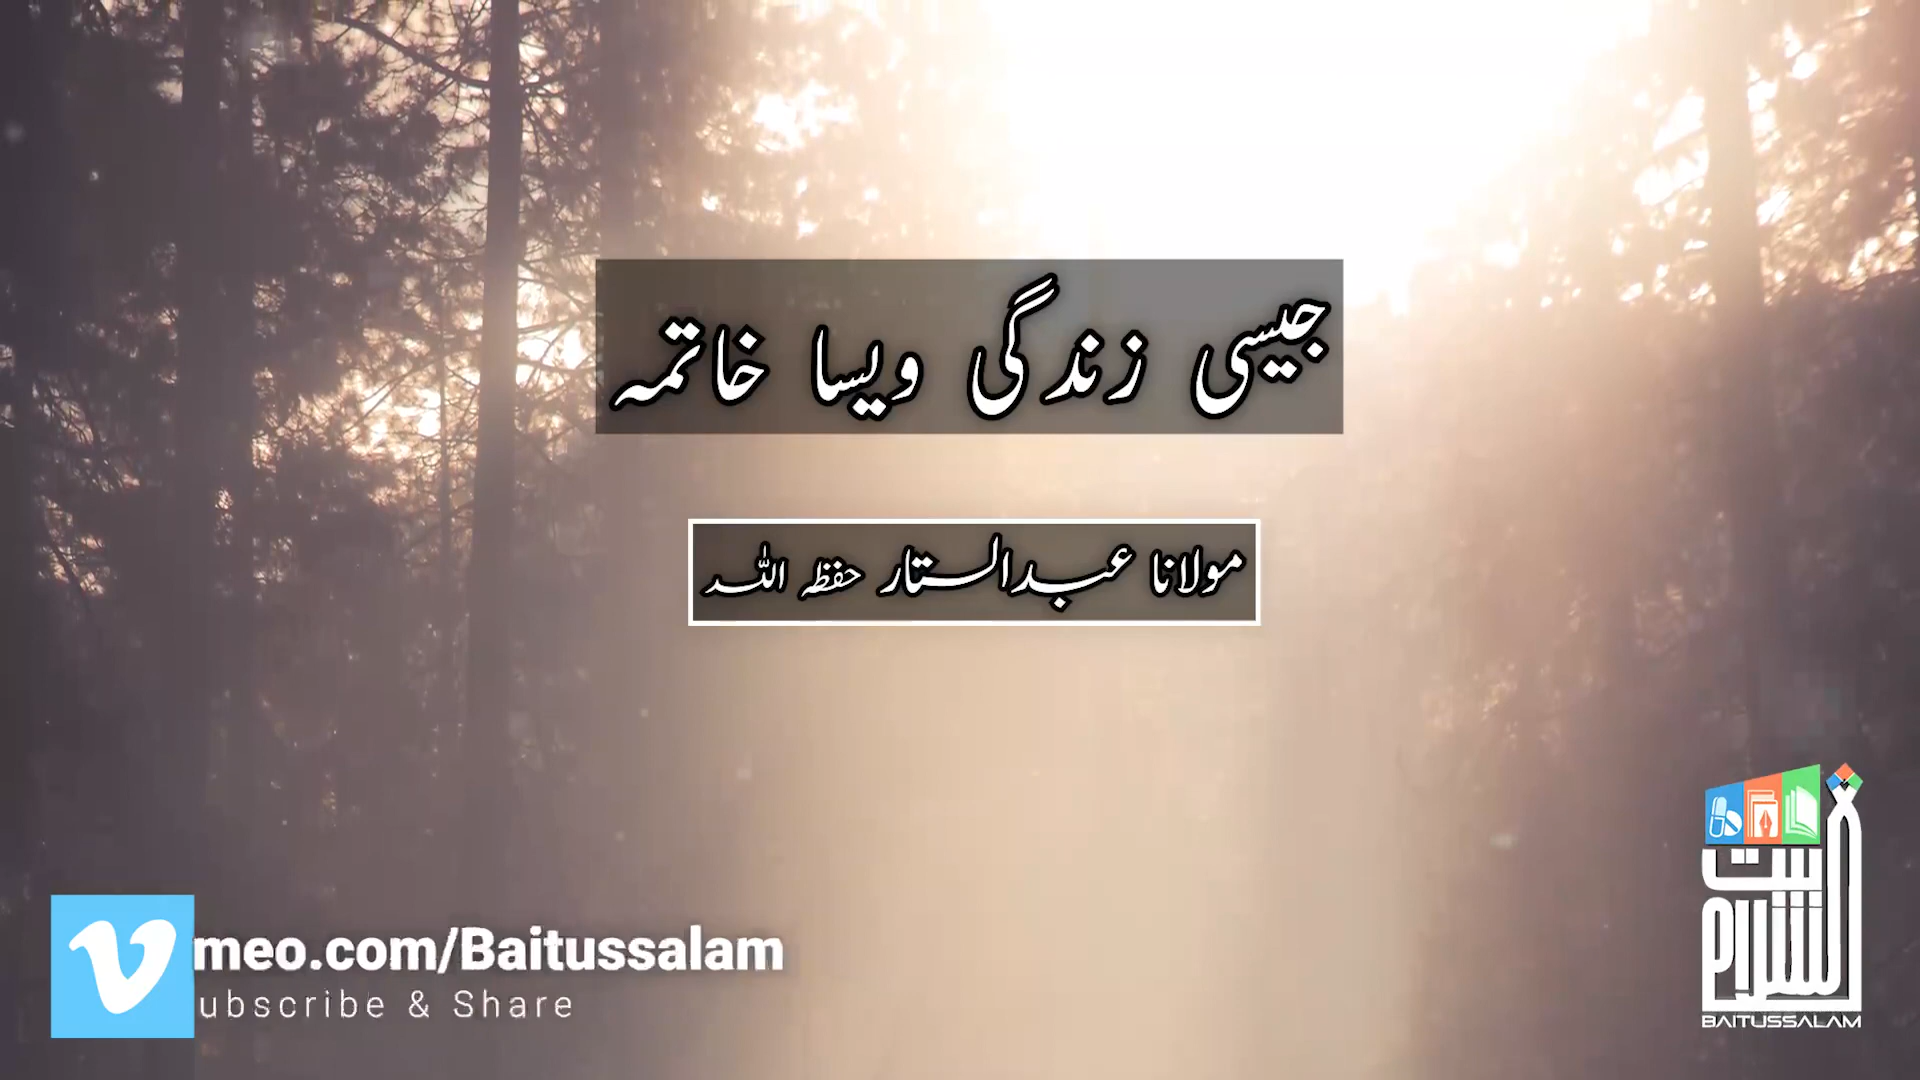 جیسی زندگی ویسا خاتمہ
مولانا عبدالستار حفظہ اللہ
meo.com/Baitussalam
ubscribe & Share
بیت السلام
BAITUSSALAM